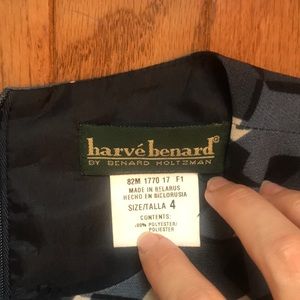 harvé benard®
BY BENARD HOLTZMAN
82M 1770 17 F1
MADE IN BELARUS
HECHO EN BIELORUSIA
SIZE/TALLA 4
CONTENTS:
POLYESTER/
POLIESTER